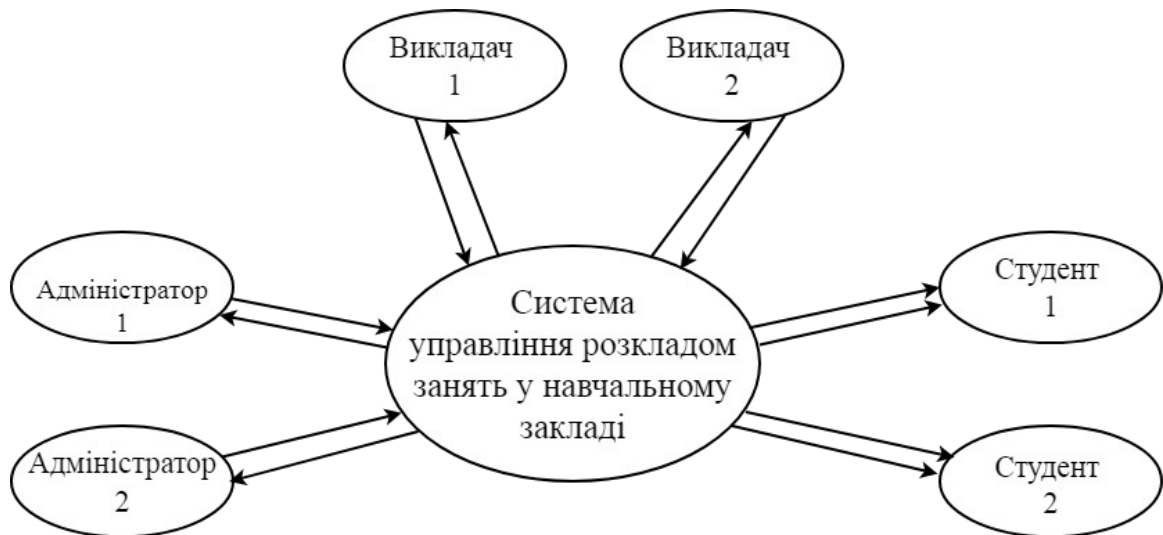 Викладач
1
Викладач
2
Адміністратор
1
Система
управління розкладом
занять у навчальному
закладі
Студент
1
Адміністратор
2
Студент
2